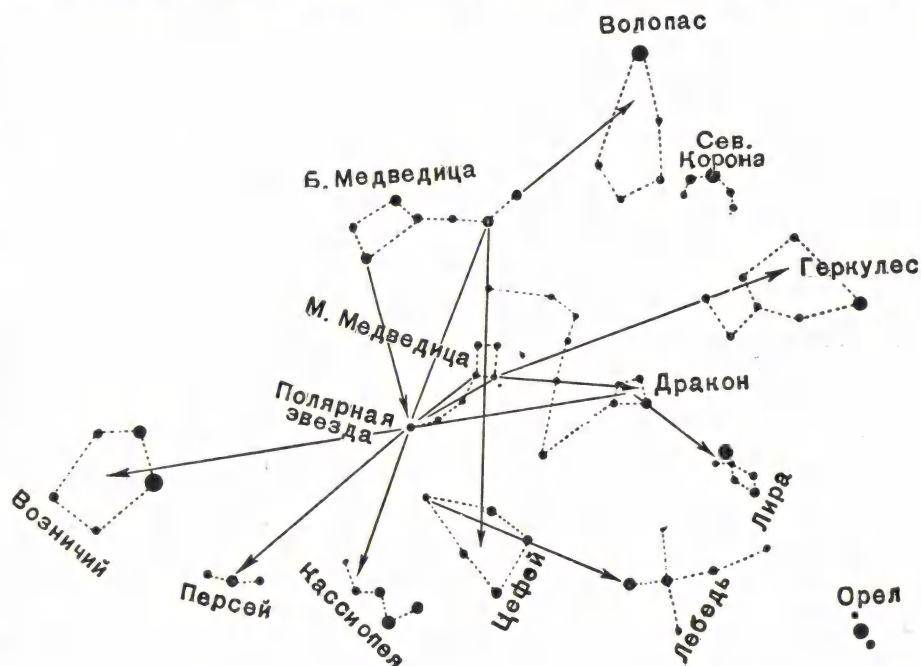 Волопас
Сев.
Корона
Б. Медведица
Геркулес
М. Медведица
Дракон
Полярная
звезда
Лира
Возничий
Персей
Кассиопея
Цефей
Лебедь
Орел